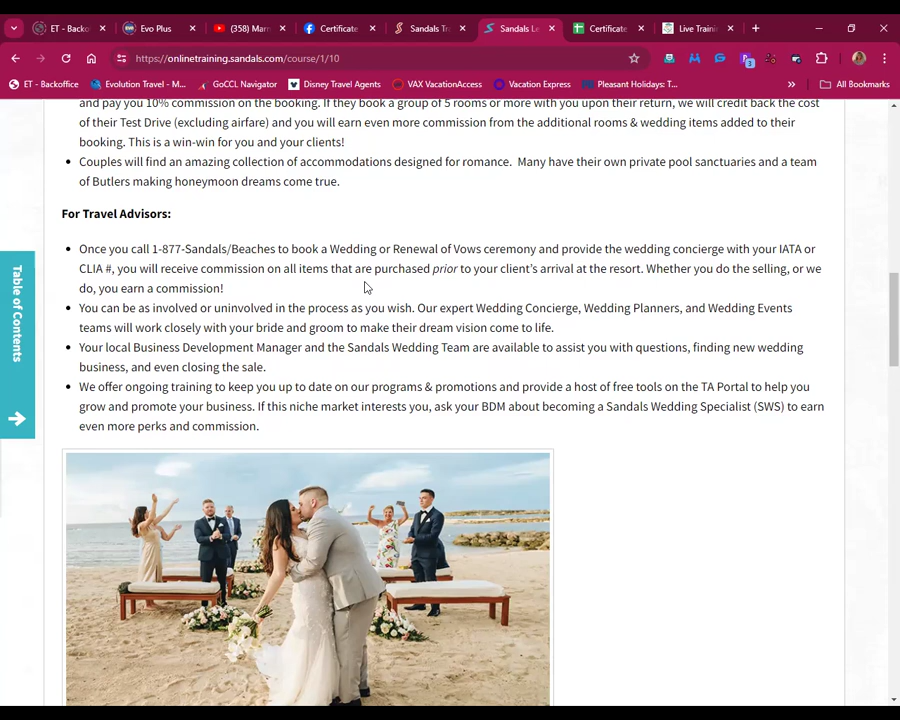 ET - Backo
Evo Plus
(358) Marr
Certificate
Sandals Tr
Sandals Le
Certificate
Live Traini
https://onlinetraining.sandals.com/course/1/10
ET - Backoffice
Evolution Travel - M...
GoCCL Navigator
Disney Travel Agents
VAX VacationAccess
Vacation Express
Pleasant Holidays: T...
All Bookmarks
and pay you 10% commission on the booking. If they book a group of 5 rooms or more with you upon their return, we will credit back the cost
of their Test Drive (excluding airfare) and you will earn even more commission from the additional rooms & wedding items added to their
booking. This is a win-win for you and your clients!
Couples will find an amazing collection of accommodations designed for romance. Many have their own private pool sanctuaries and a team
of Butlers making honeymoon dreams come true.
For Travel Advisors:
Once you call 1-877-Sandals/Beaches to book a Wedding or Renewal of Vows ceremony and provide the wedding concierge with your IATA or
CLIA #, you will receive commission on all items that are purchased prior to your client's arrival at the resort. Whether you do the selling, or we
do, you earn a commission!
You can be as involved or uninvolved in the process as you wish. Our expert Wedding Concierge, Wedding Planners, and Wedding Events
teams will work closely with your bride and groom to make their dream vision come to life.
Your local Business Development Manager and the Sandals Wedding Team are available to assist you with questions, finding new wedding
business, and even closing the sale.
We offer ongoing training to keep you up to date on our programs & promotions and provide a host of free tools on the TA Portal to help you
grow and promote your business. If this niche market interests you, ask your BDM about becoming a Sandals Wedding Specialist (SWS) to earn
even more perks and commission.
Table of Contents